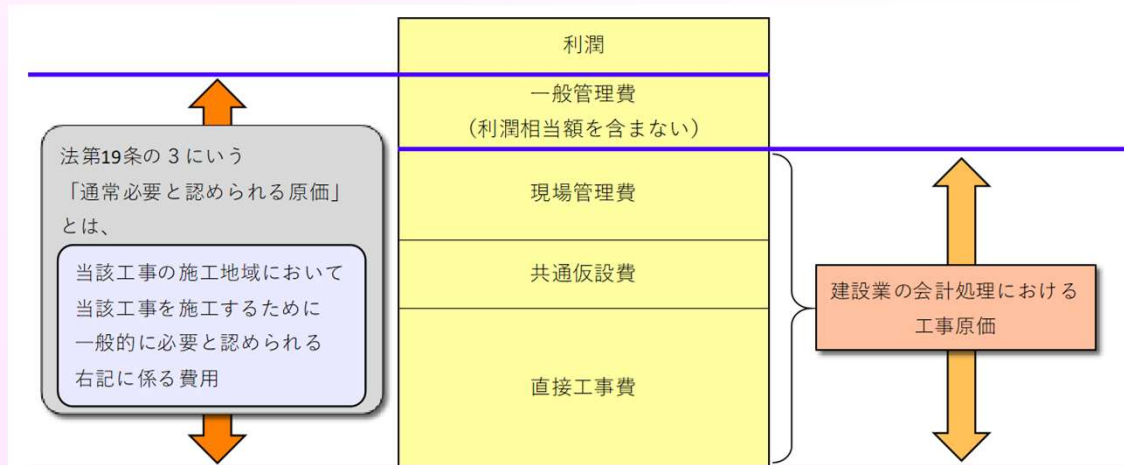 利潤
一般管理費
（利潤相当額を含まない）
法第19条の３にいう
「通常必要と認められる原価」
とは、
当該工事の施工地域において
当該工事を施工するために
一般的に必要と認められる
右記に係る費用
現場管理費
共通仮設費
直接工事費
建設業の会計処理における
工事原価